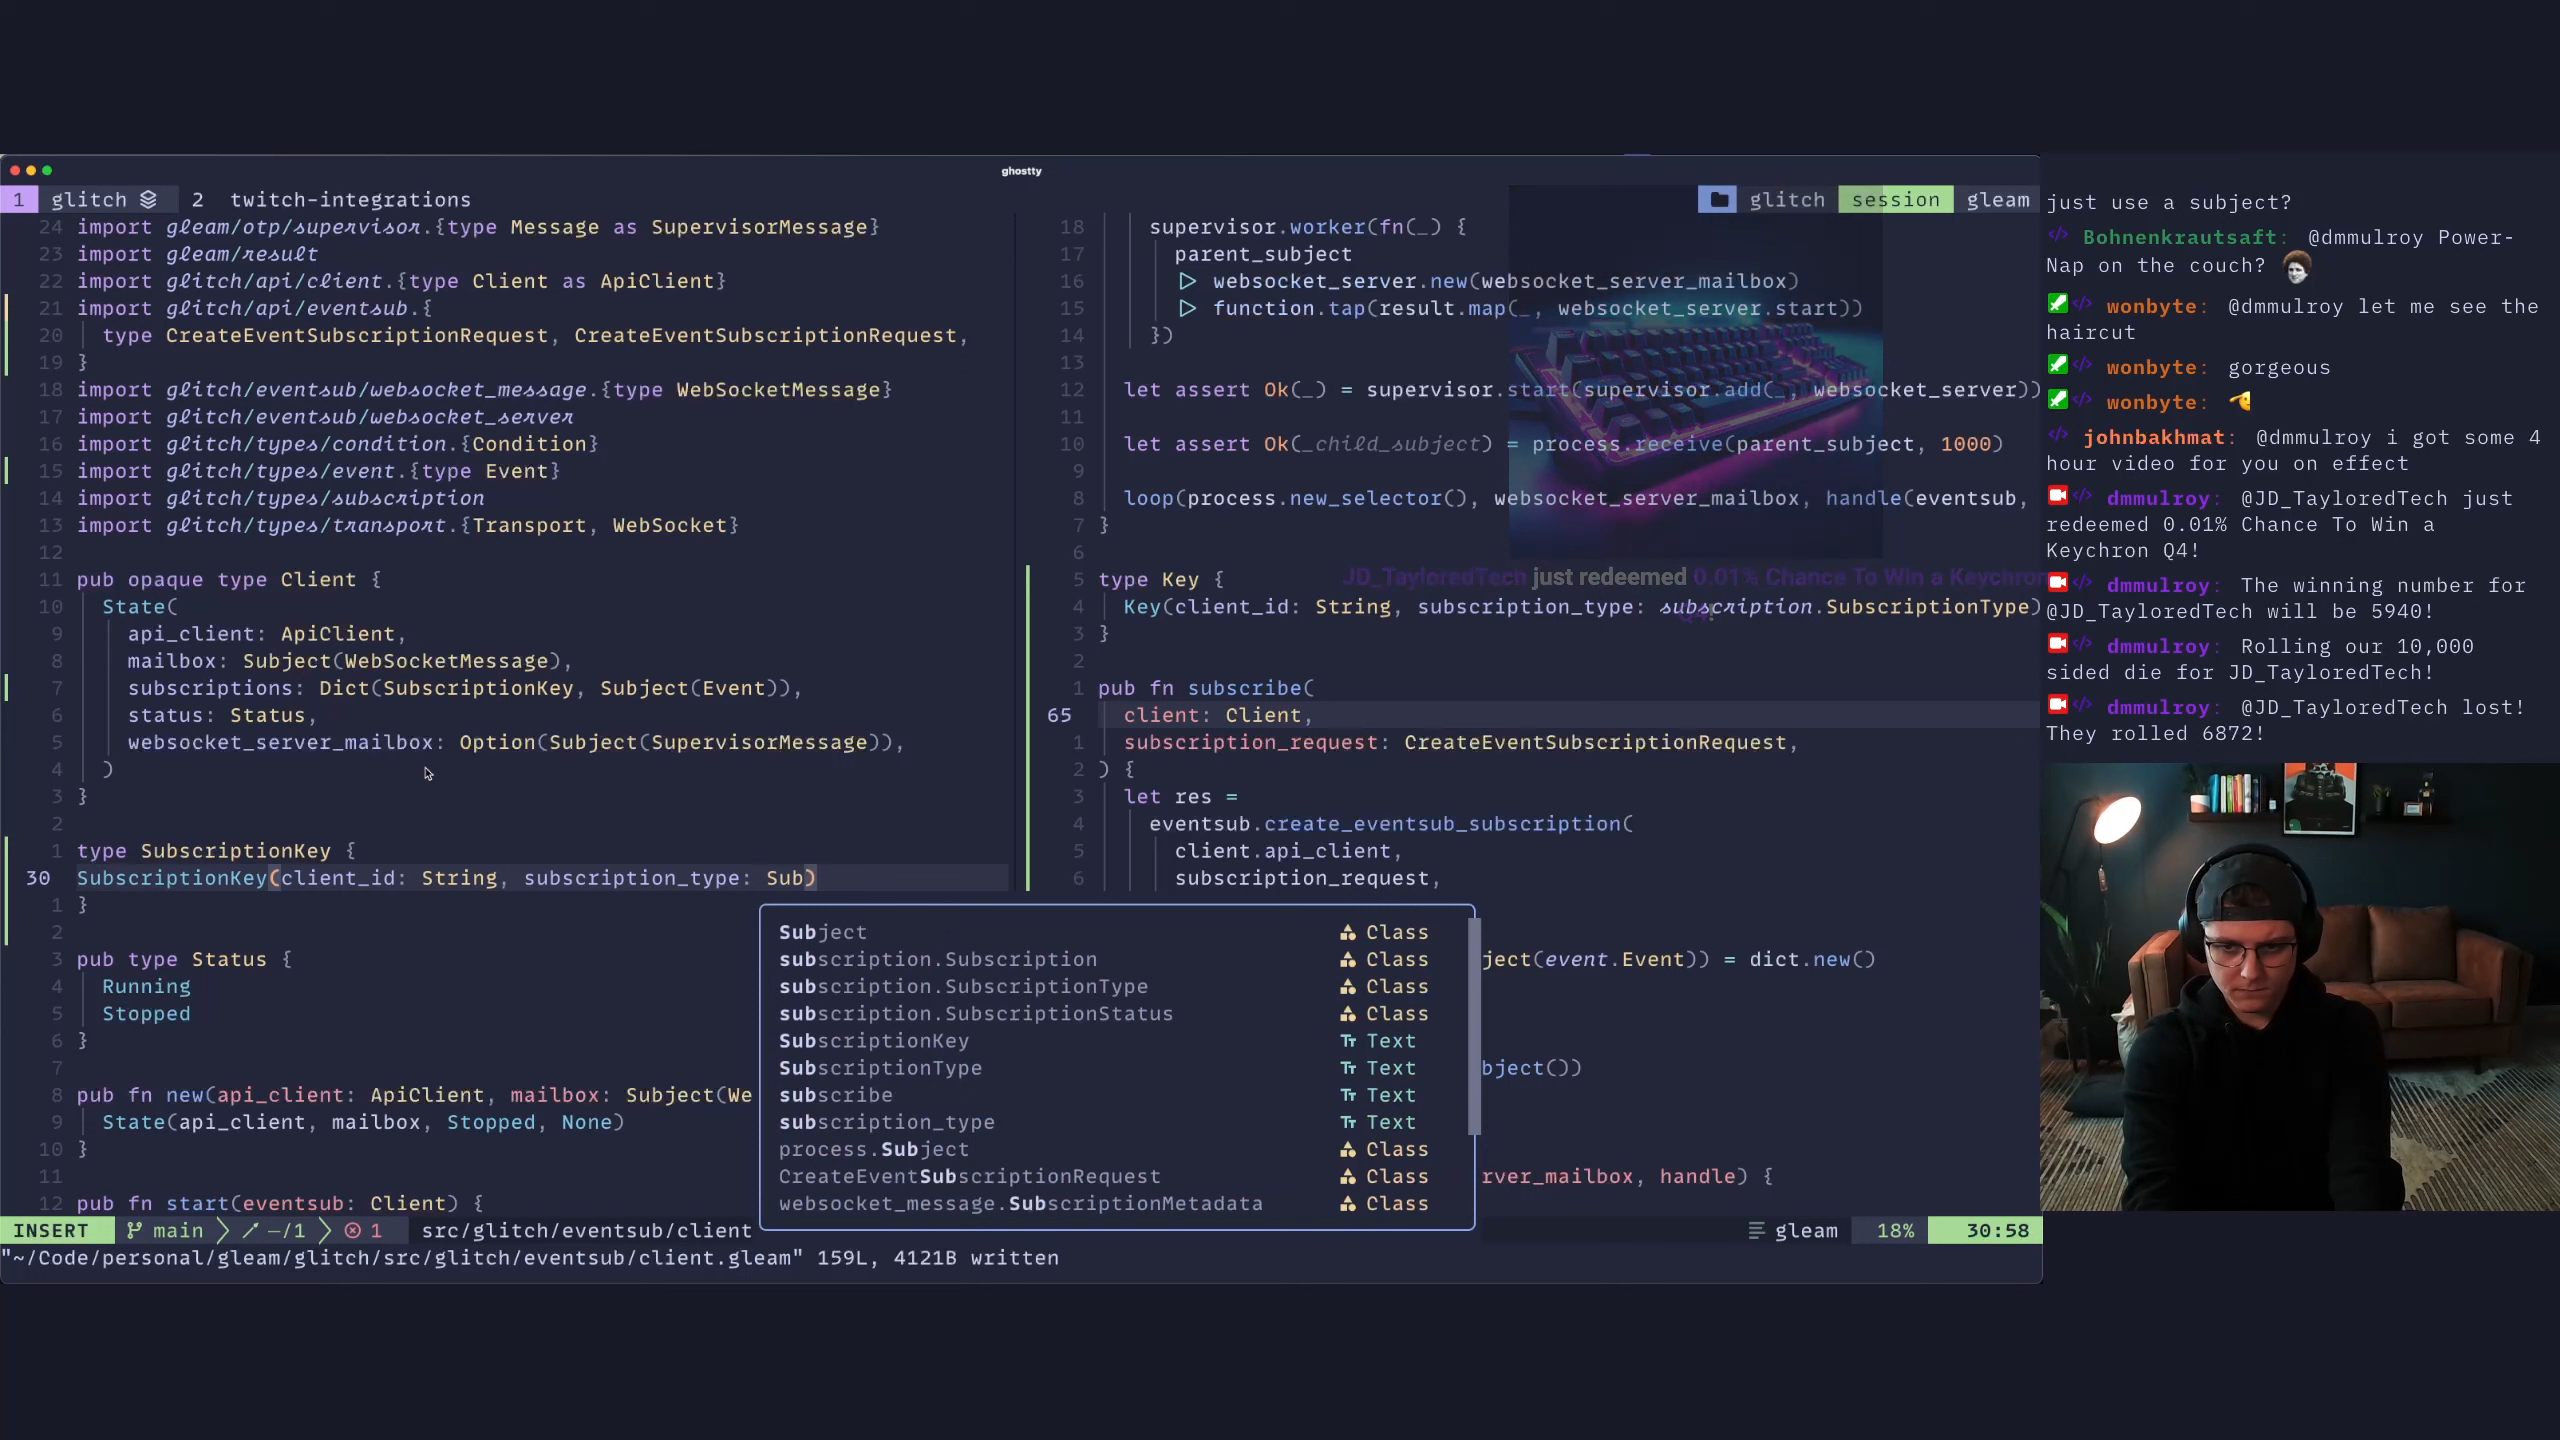 ghostty
1 glitch 2 twitch-integrations
glitch session gleam
24 import gleam/otp/supervisor.{type Message as SupervisorMessage}
23 import gleam/result
22 import glitch/api/client.{type Client as ApiClient}
21 import glitch/api/eventsub.{
20 type CreateEventSubscriptionRequest, CreateEventSubscriptionRequest,
19 }
18 import glitch/eventsub/websocket_message.{type WebSocketMessage}
17 import glitch/eventsub/websocket_server
16 import glitch/types/condition.{Condition}
15 import glitch/types/event.{type Event}
14 import glitch/types/subscription
13 import glitch/types/transport.{Transport, WebSocket}
12
11 pub opaque type Client {
10 State(
9 api_client: ApiClient,
8 mailbox: Subject(WebSocketMessage),
7 subscriptions: Dict(SubscriptionKey, Subject(Event)),
6 status: Status,
5 websocket_server_mailbox: Option(Subject(SupervisorMessage)),
4 )
3 }
2
1 type SubscriptionKey {
30 SubscriptionKey(client_id: String, subscription_type: Sub)
1 }
2
3 pub type Status {
4 Running
5 Stopped
6 }
7
8 pub fn new(api_client: ApiClient, mailbox: Subject(We
9 State(api_client, mailbox, Stopped, None)
10 }
11
12 pub fn start(eventsub: Client) {
18 supervisor.worker(fn(_) {
17 parent_subject
16 ▷ websocket_server.new(websocket_server_mailbox)
15 ▷ function.tap(result.map(_, websocket_server.start))
14 })
13
12 let assert Ok(_) = supervisor.start(supervisor.add(_, websocket_server))
11
10 let assert Ok(_child_subject) = process.receive(parent_subject, 1000)
9
8 loop(process.new_selector(), websocket_server_mailbox, handle(eventsub,
7 }
6
5 type Key {
4 Key(client_id: String, subscription_type: subscription.SubscriptionType)
3 }
2
1 pub fn subscribe(
65 client: Client,
1 subscription_request: CreateEventSubscriptionRequest,
2 ) {
3 let res =
4 eventsub.create_eventsub_subscription(
5 client.api_client,
6 subscription_request,
ject(event.Event)) = dict.new()
bject())
rver_mailbox, handle) {
JD_TayloredTech just redeemed 0.01% Chance To Win a Keychron
Q4!
Subject Class
subscription.Subscription Class
subscription.SubscriptionType Class
subscription.SubscriptionStatus Class
SubscriptionKey Text
SubscriptionType Text
subscribe Text
subscription_type Text
process.Subject Class
CreateEventSubscriptionRequest Class
websocket_message.SubscriptionMetadata Class
INSERT main –/1 1 src/glitch/eventsub/client gleam 18% 30:58
"~/Code/personal/gleam/glitch/src/glitch/eventsub/client.gleam" 159L, 4121B written
just use a subject?
Bohnenkrautsaft: @dmmulroy Power-
Nap on the couch?
wonbyte: @dmmulroy let me see the
haircut
wonbyte: gorgeous
wonbyte:
johnbakhmat: @dmmulroy i got some 4
hour video for you on effect
dmmulroy: @JD_TayloredTech just
redeemed 0.01% Chance To Win a
Keychron Q4!
dmmulroy: The winning number for
@JD_TayloredTech will be 5940!
dmmulroy: Rolling our 10,000
sided die for JD_TayloredTech!
dmmulroy: @JD_TayloredTech lost!
They rolled 6872!